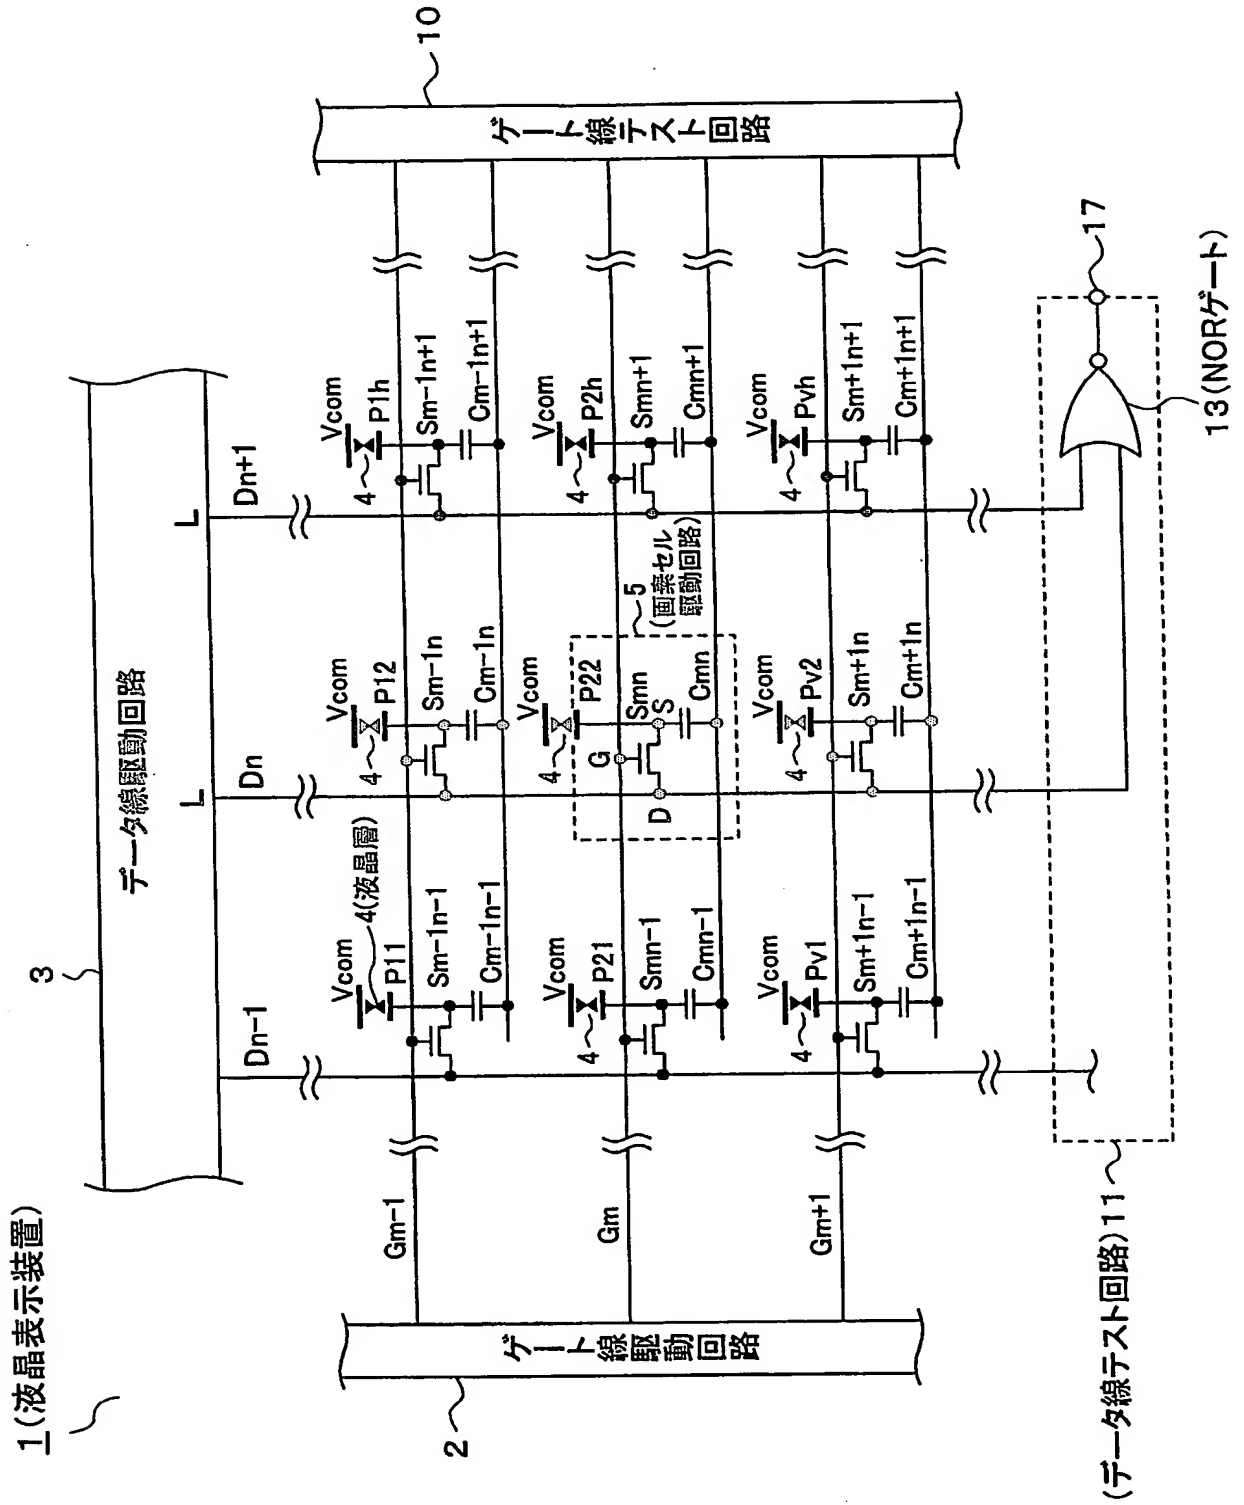 1(液晶表示装置)
3
データ線駆動回路
L
L
Dn-1
Dn
Dn+1
Vcom
4(液晶層)
P11
Sm-1n-1
Cm-1n-1
Vcom
4
P12
Sm-1n
Cm-1n
Vcom
4
P1h
Sm-1n+1
Cm-1n+1
Gm-1
Vcom
4
P21
Smn-1
Cmn-1
Vcom
4
P22
G
Smn
S
D
Cmn
5
(画素セル
駆動回路)
Vcom
4
P2h
Smn+1
Cmn+1
Gm
Vcom
4
Pv1
Sm+1n-1
Cm+1n-1
Vcom
4
Pv2
Sm+1n
Cm+1n
Vcom
4
Pvh
Sm+1n+1
Cm+1n+1
Gm+1
ゲート線駆動回路
2
ゲート線テスト回路
10
(データ線テスト回路)11
13(NORゲート)
17